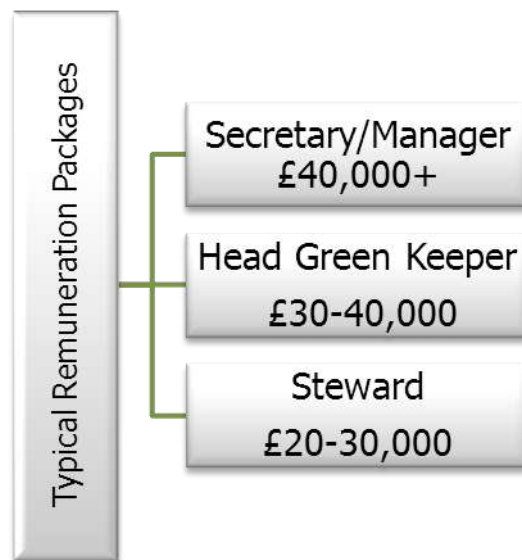 Typical Remuneration Packages
Secretary/Manager
£40,000+
Head Green Keeper
£30-40,000
Steward
£20-30,000